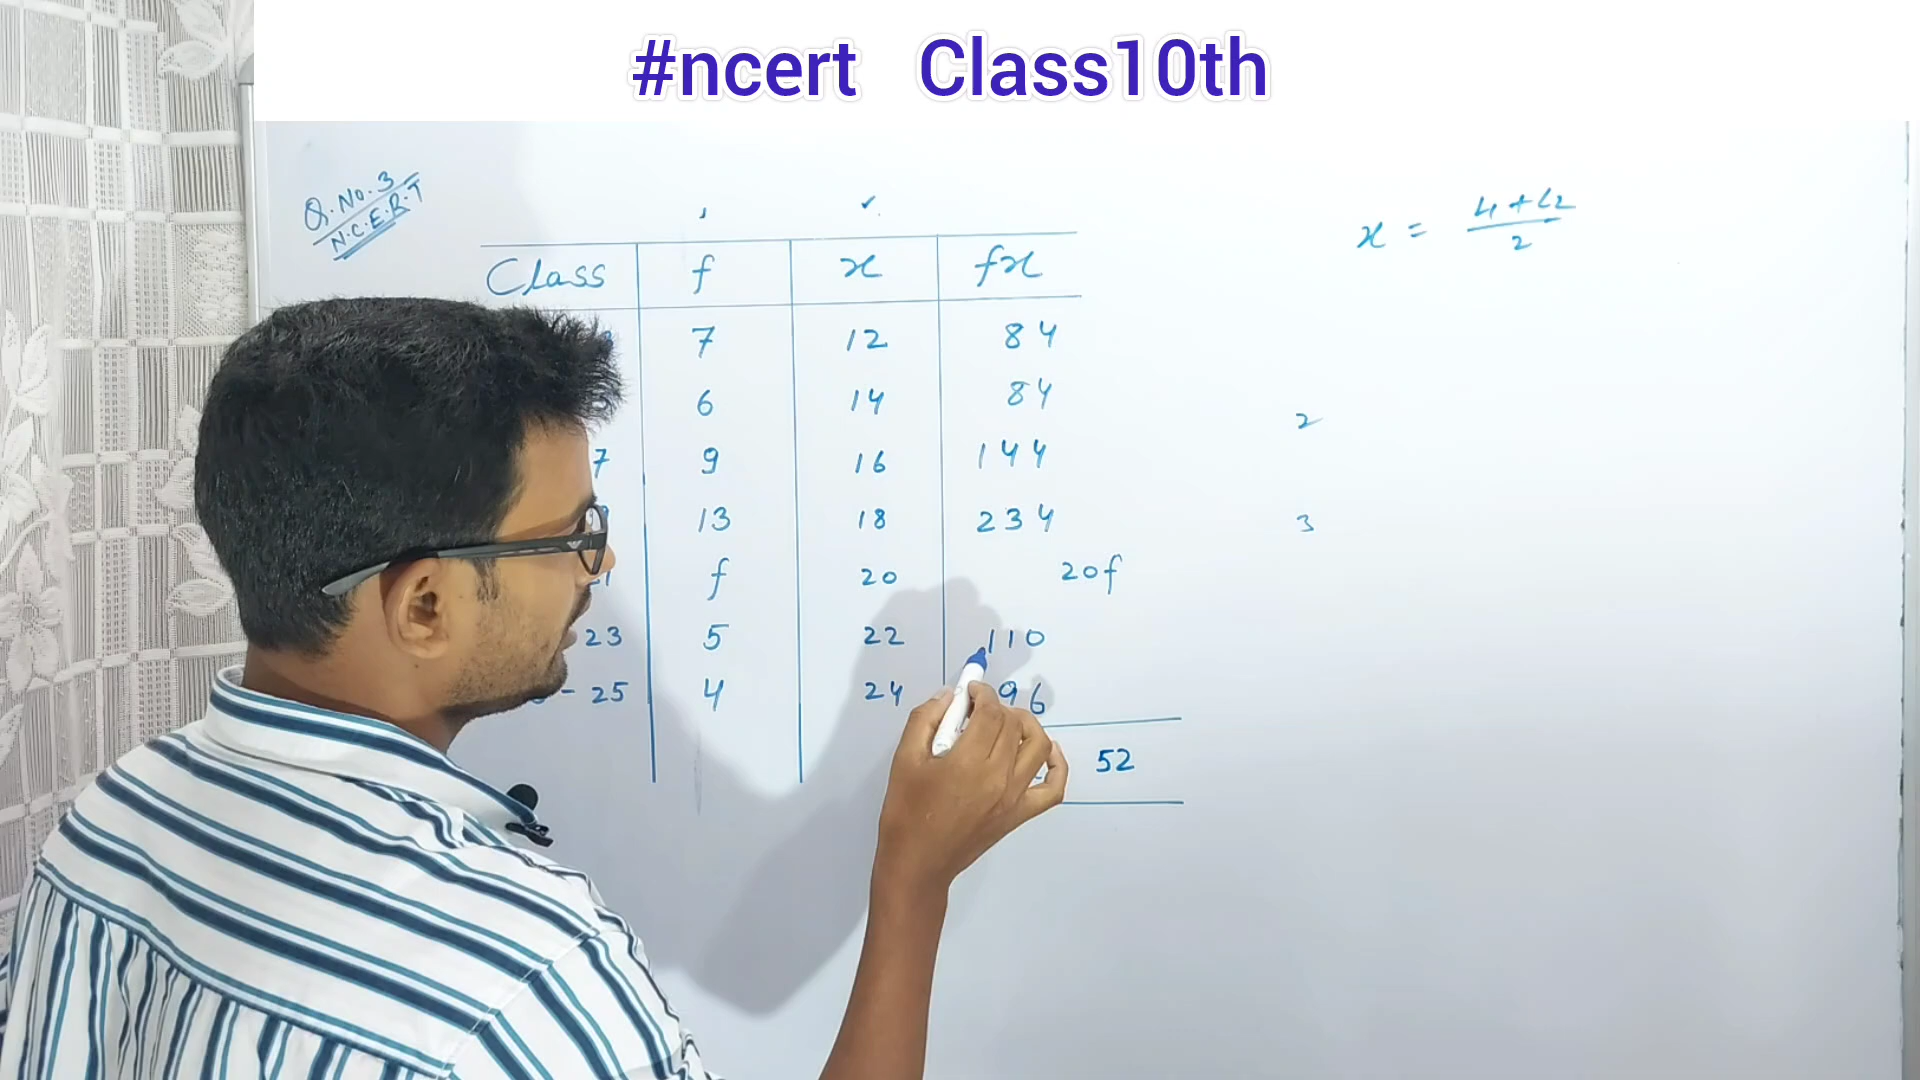 #ncert Class10th
Q.No.3
N.C.E.R.T
x = L1+L2/2
Class f x fx
7 12 84
6 14 84
7 9 16 144
13 18 234
f 20 20f
23 5 22 110
- 25 4 24 96
52
2
3